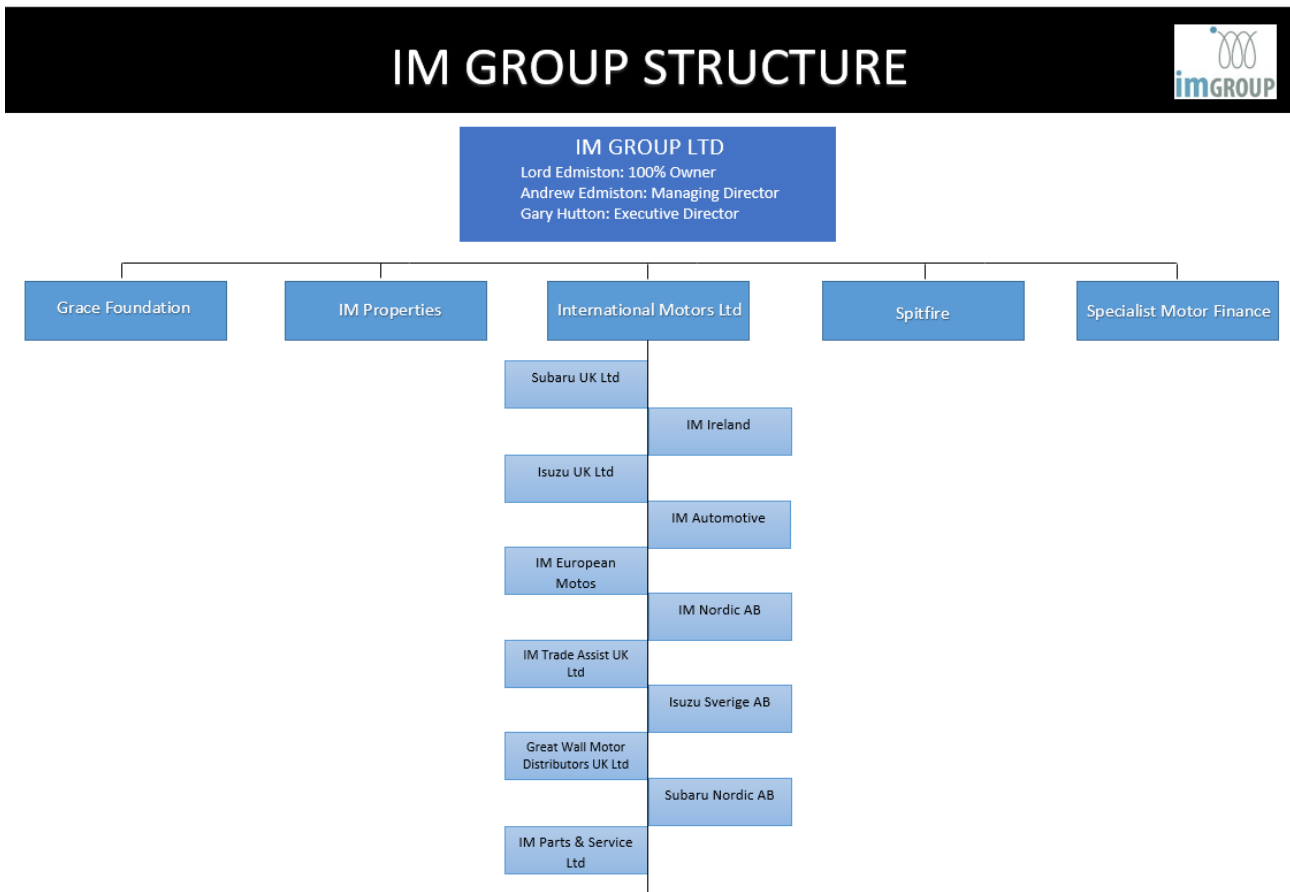 IM GROUP STRUCTURE
imGROUP
IM GROUP LTD
Lord Edmiston: 100% Owner
Andrew Edmiston: Managing Director
Gary Hutton: Executive Director
Grace Foundation
IM Properties
International Motors Ltd
Spitfire
Specialist Motor Finance
Subaru UK Ltd
IM Ireland
Isuzu UK Ltd
IM Automotive
IM European
Motos
IM Nordic AB
IM Trade Assist UK
Ltd
Isuzu Sverige AB
Great Wall Motor
Distributors UK Ltd
Subaru Nordic AB
IM Parts & Service
Ltd